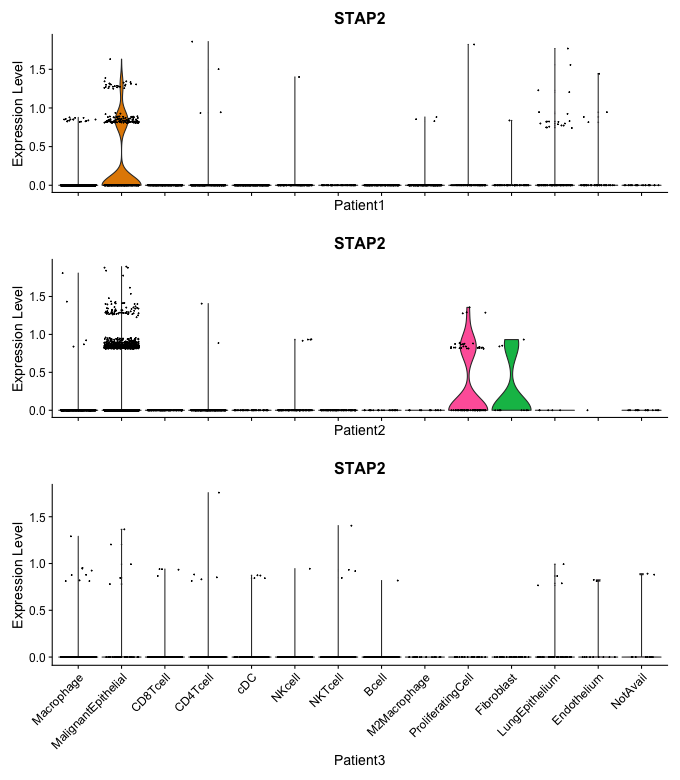 STAP2
Expression Level
1.5
1.0
0.5
0.0
Patient1
STAP2
Expression Level
1.5
1.0
0.5
0.0
Patient2
STAP2
Expression Level
1.5
1.0
0.5
0.0
Macrophage
MalignantEpithelial
CD8Tcell
CD4Tcell
cDC
NKcell
NKTcell
Bcell
M2Macrophage
ProliferatingCell
Fibroblast
LungEpithelium
Endothelium
NotAvail
Patient3